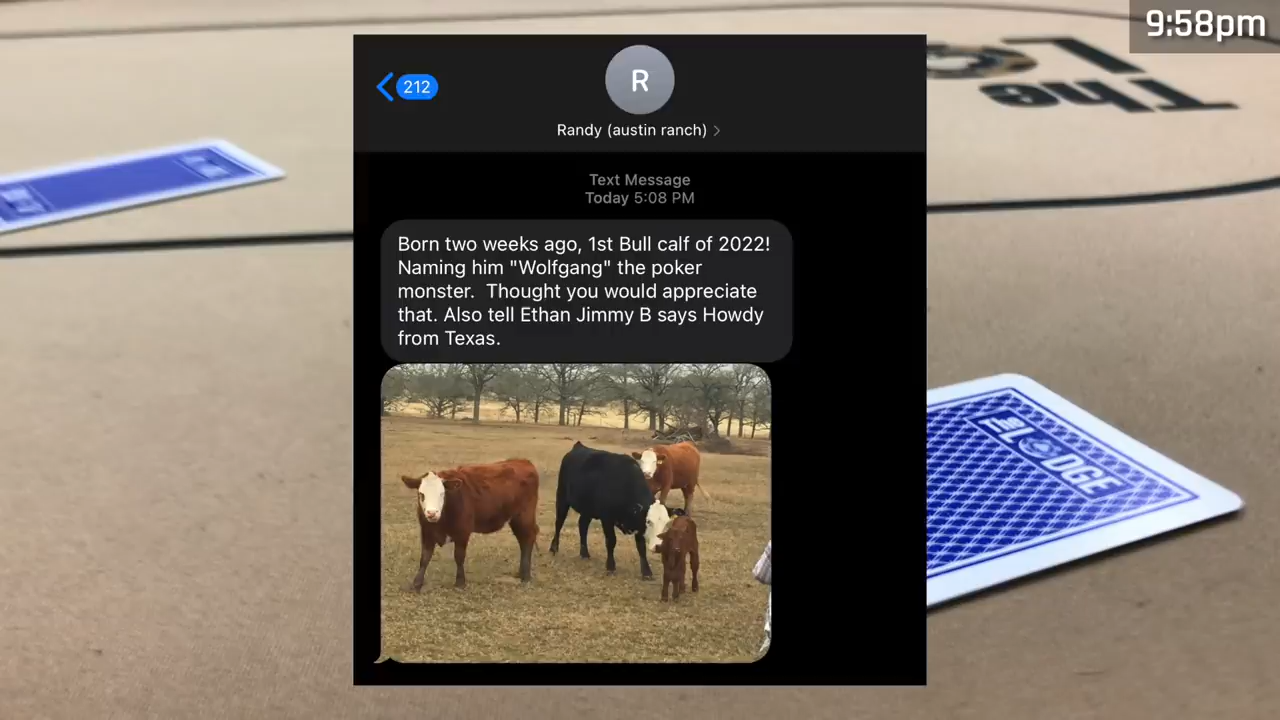 9:58pm
The
Lo
212
R
Randy (austin ranch)
Text Message
Today 5:08 PM
Born two weeks ago, 1st Bull calf of 2022!
Naming him "Wolfgang" the poker
monster.  Thought you would appreciate
that. Also tell Ethan Jimmy B says Howdy
from Texas.
THE LODGE